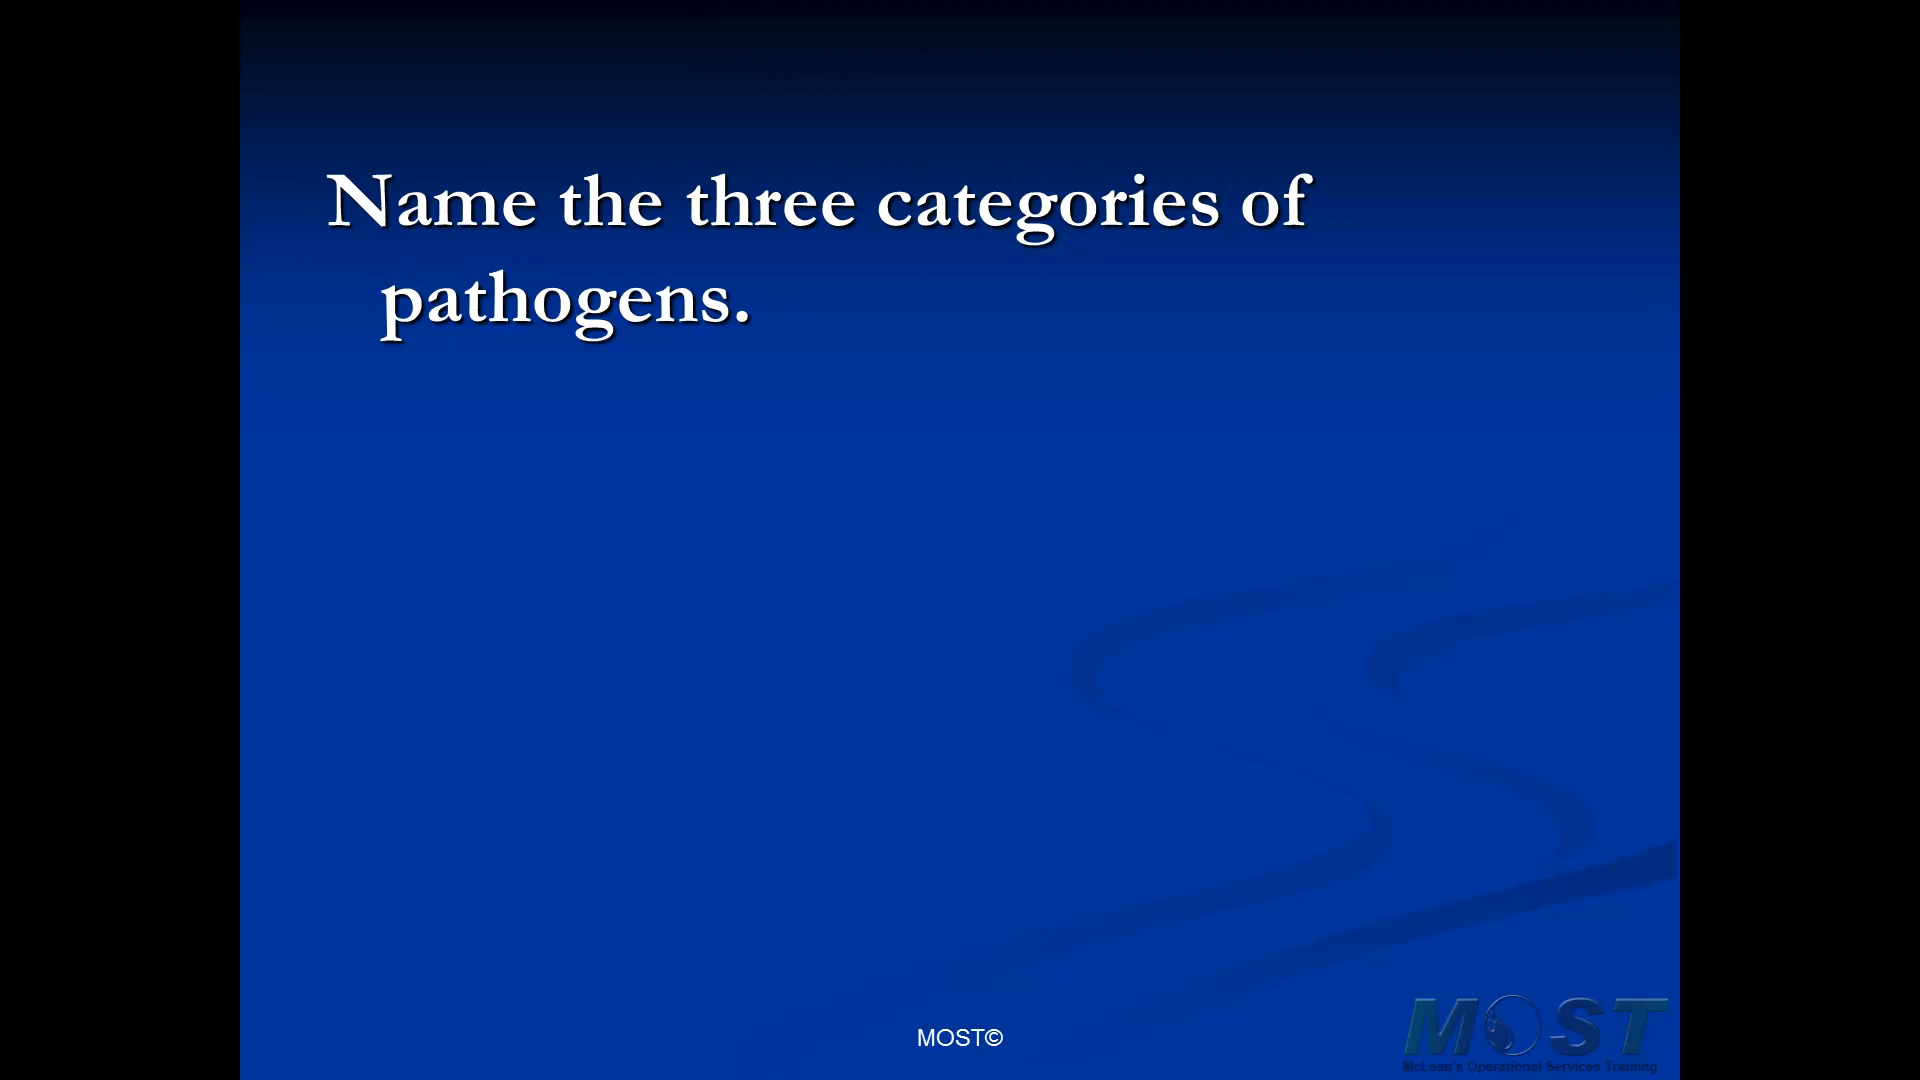 Name the three categories of
pathogens.
MOST©
MOST
McLean's Operational Services Training